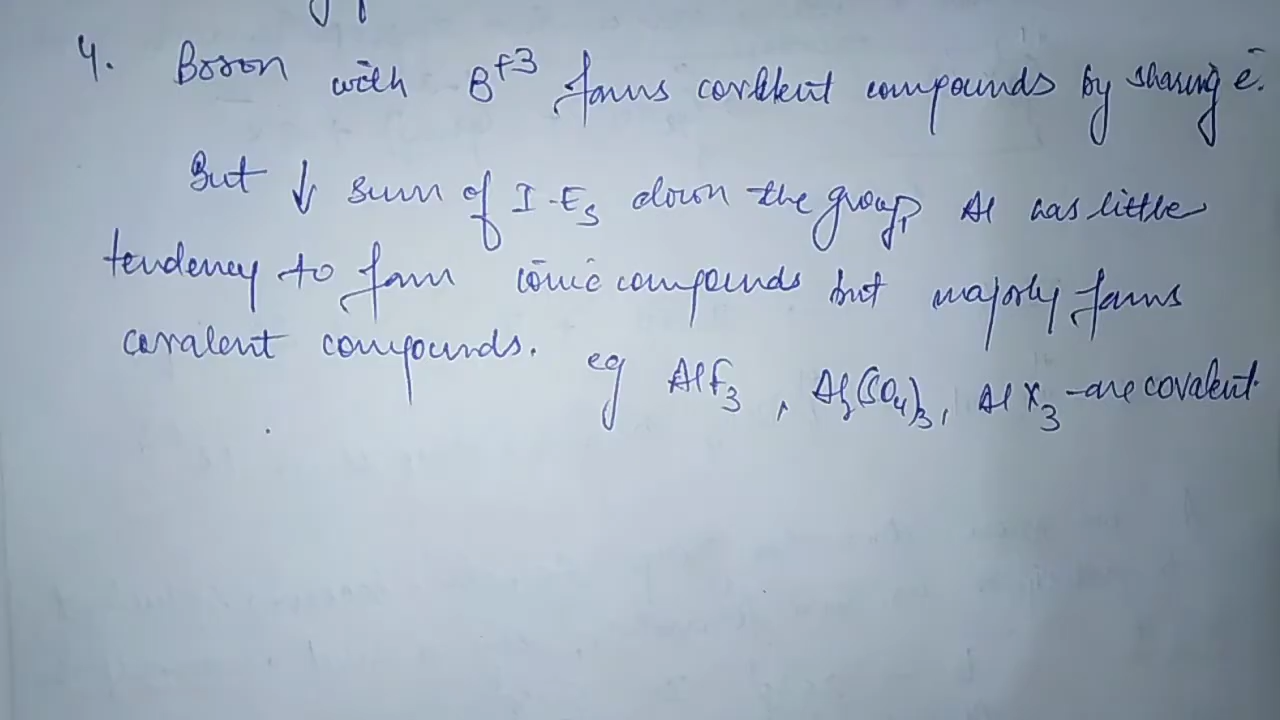 4. Boron with B+3 forms covalent compounds by sharing ē.
But ↓ sum of I.Es down the group, Al has little
tendency to form ionic compounds but majorly forms
covalent compounds. eg AlF3, Al2(SO4)3, AlX3 are covalent.